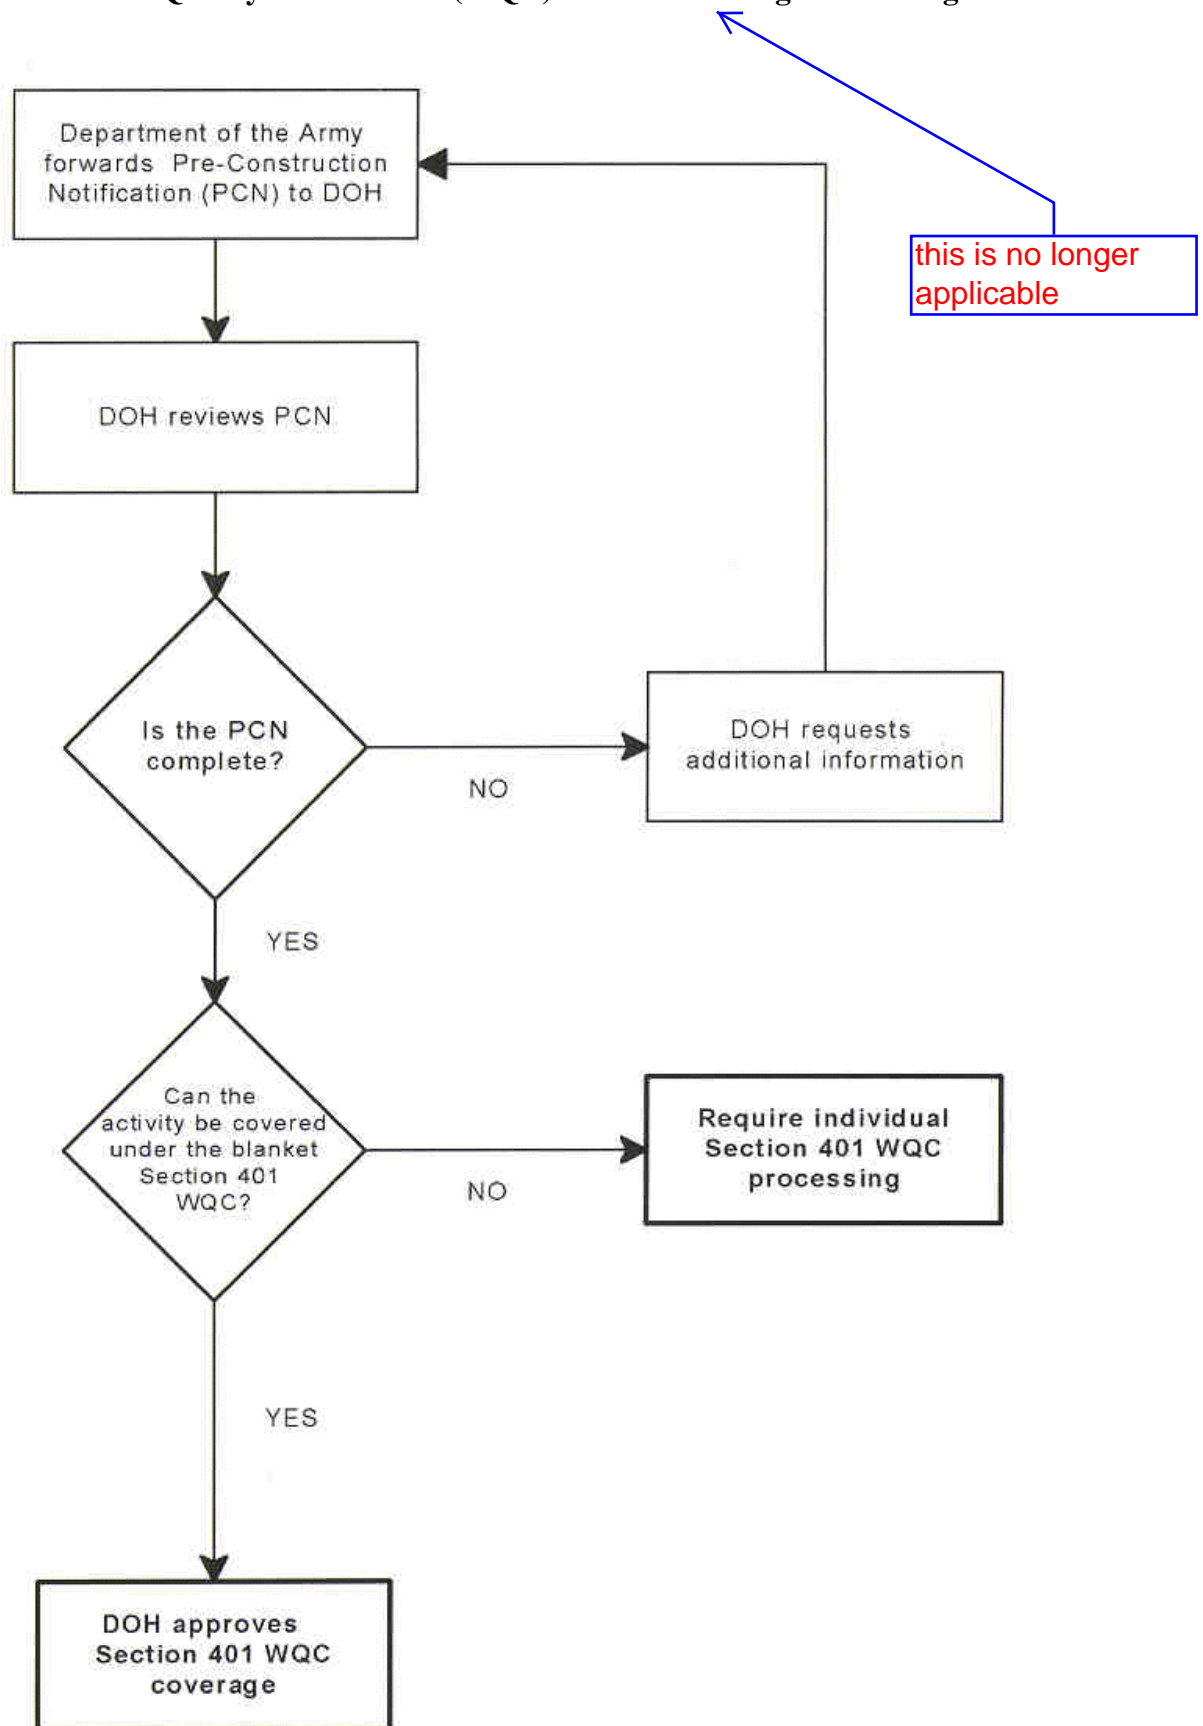 Department of the Army
forwards Pre-Construction
Notification (PCN) to DOH
this is no longer
applicable
DOH reviews PCN
Is the PCN
complete?
NO
DOH requests
additional information
YES
Can the
activity be covered
under the blanket
Section 401
WQC?
NO
Require individual
Section 401 WQC
processing
YES
DOH approves
Section 401 WQC
coverage